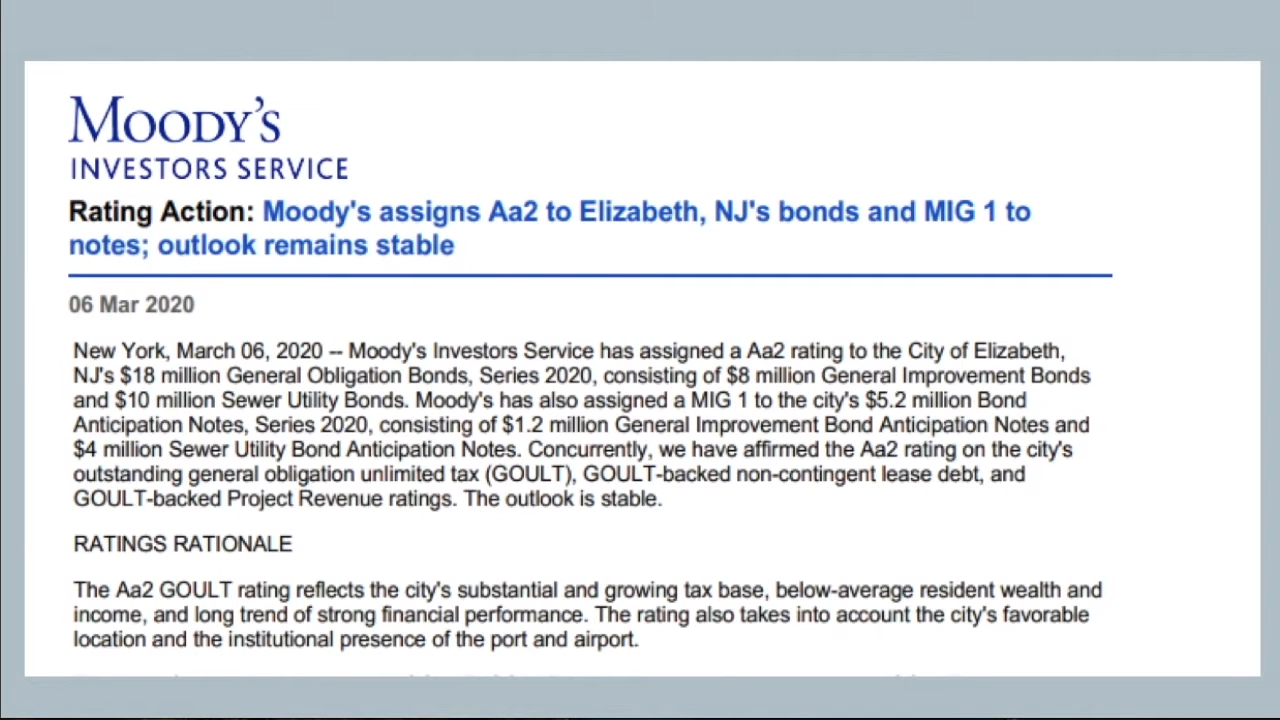 MOODY'S
INVESTORS SERVICE
Rating Action: Moody's assigns Aa2 to Elizabeth, NJ's bonds and MIG 1 to
notes; outlook remains stable
06 Mar 2020
New York, March 06, 2020 -- Moody's Investors Service has assigned a Aa2 rating to the City of Elizabeth,
NJ's $18 million General Obligation Bonds, Series 2020, consisting of $8 million General Improvement Bonds
and $10 million Sewer Utility Bonds. Moody's has also assigned a MIG 1 to the city's $5.2 million Bond
Anticipation Notes, Series 2020, consisting of $1.2 million General Improvement Bond Anticipation Notes and
$4 million Sewer Utility Bond Anticipation Notes. Concurrently, we have affirmed the Aa2 rating on the city's
outstanding general obligation unlimited tax (GOULT), GOULT-backed non-contingent lease debt, and
GOULT-backed Project Revenue ratings. The outlook is stable.
RATINGS RATIONALE
The Aa2 GOULT rating reflects the city's substantial and growing tax base, below-average resident wealth and
income, and long trend of strong financial performance. The rating also takes into account the city's favorable
location and the institutional presence of the port and airport.